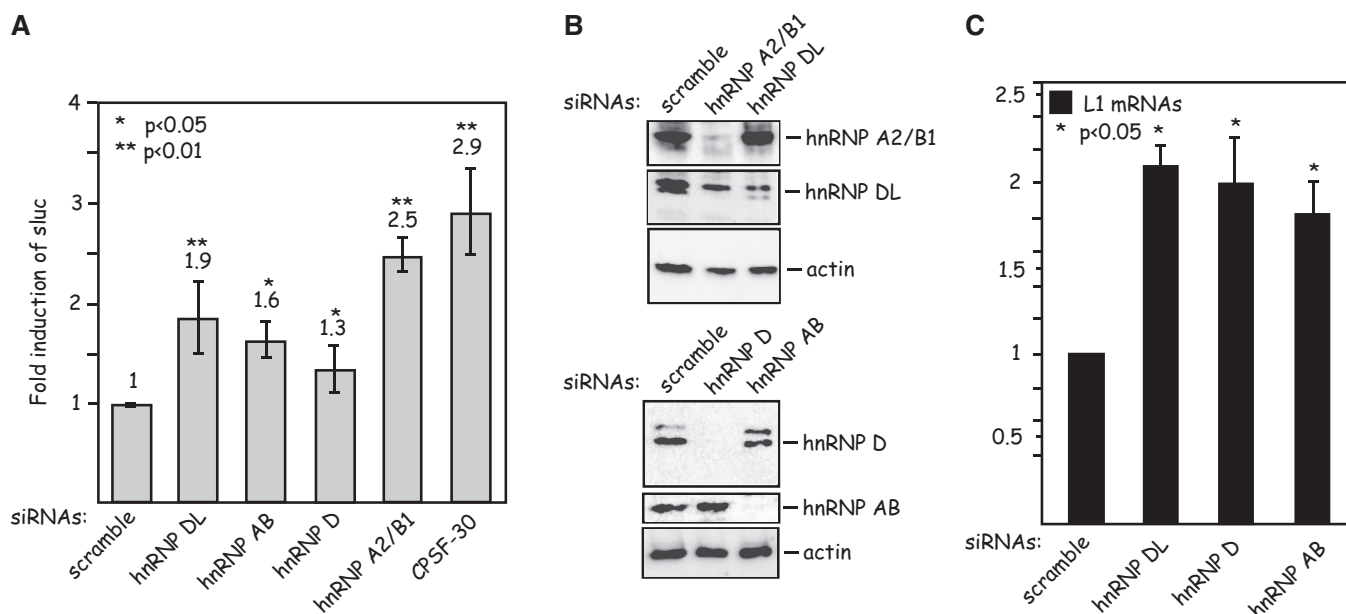 A
Fold induction of sluc
4
3
2
1
* p<0.05
** p<0.01
1
**
1.9
*
1.6
*
1.3
**
2.5
**
2.9
siRNAs:
scramble
hnRNP DL
hnRNP AB
hnRNP D
hnRNP A2/B1
CPSF-30
B
siRNAs:
scramble
hnRNP A2/B1
hnRNP DL
hnRNP A2/B1
hnRNP DL
actin
siRNAs:
scramble
hnRNP D
hnRNP AB
hnRNP D
hnRNP AB
actin
C
2.5
2
1.5
1
0.5
L1 mRNAs
* p<0.05
*
*
*
siRNAs:
scramble
hnRNP DL
hnRNP D
hnRNP AB